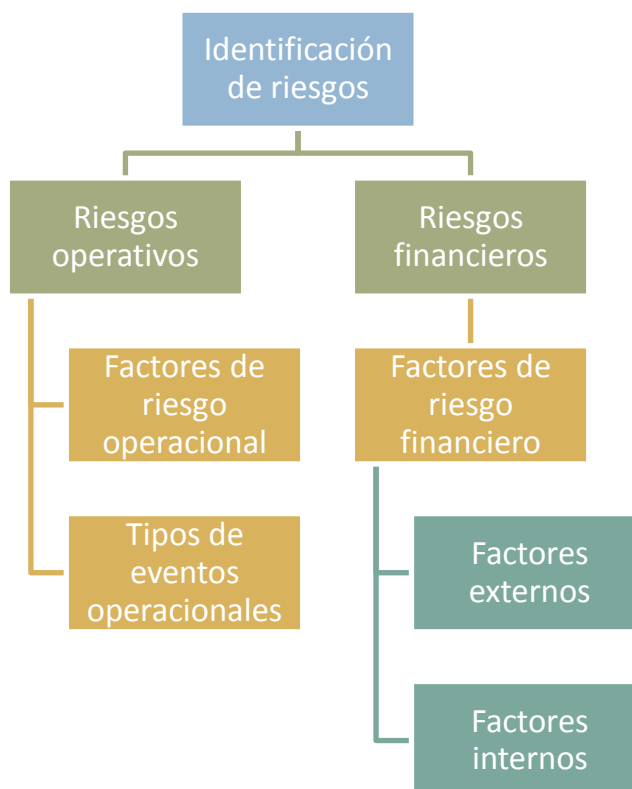 Identificación
de riesgos
Riesgos
operativos
Riesgos
financieros
Factores de
riesgo
operacional
Factores de
riesgo
financiero
Tipos de
eventos
operacionales
Factores
externos
Factores
internos